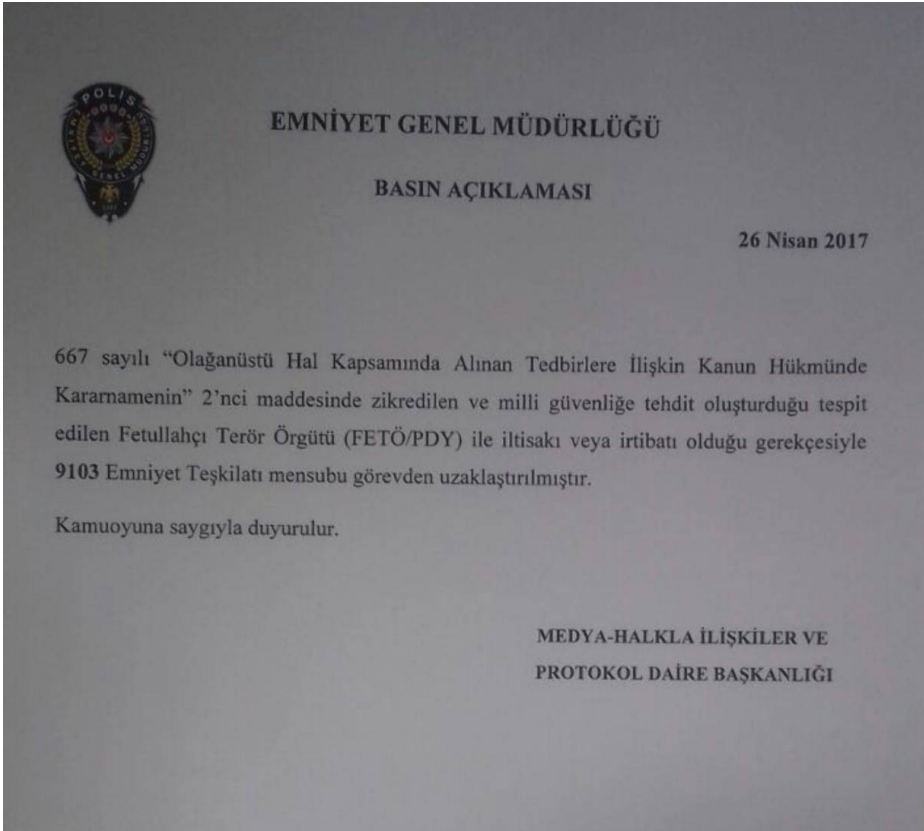 POLİS
EMNİYET GENEL MÜDÜRLÜĞÜ
BASIN AÇIKLAMASI
26 Nisan 2017
667 sayılı “Olağanüstü Hal Kapsamında Alınan Tedbirlere İlişkin Kanun Hükmünde
Kararnamenin” 2’nci maddesinde zikredilen ve milli güvenliğe tehdit oluşturduğu tespit
edilen Fetullahçı Terör Örgütü (FETÖ/PDY) ile iltisakı veya irtibatı olduğu gerekçesiyle
9103 Emniyet Teşkilatı mensubu görevden uzaklaştırılmıştır.
Kamuoyuna saygıyla duyurulur.
MEDYA-HALKLA İLİŞKİLER VE
PROTOKOL DAİRE BAŞKANLIĞI